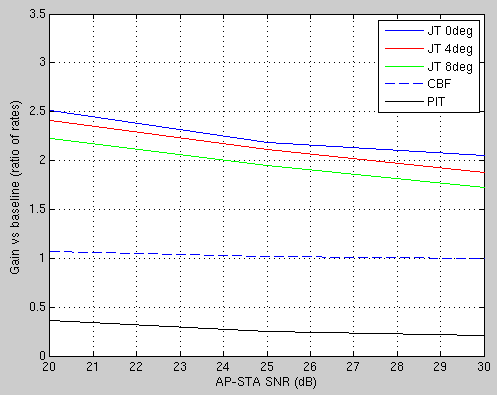 3.5
3
2.5
2
1.5
1
0.5
0
Gain vs baseline (ratio of rates)
JT 0deg
JT 4deg
JT 8deg
CBF
PIT
20 21 22 23 24 25 26 27 28 29 30
AP-STA SNR (dB)